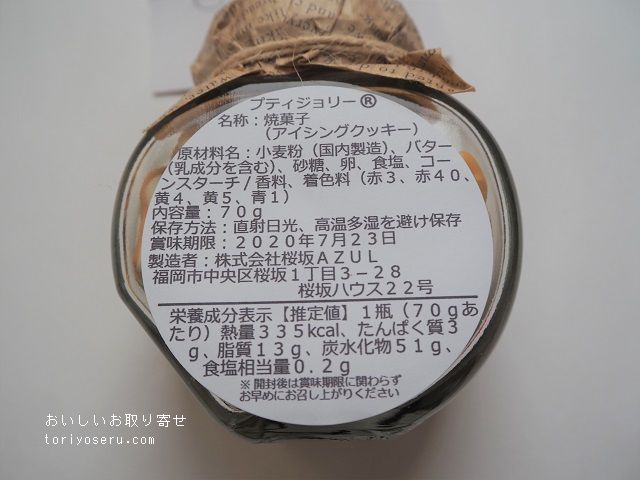 プティジョリー®
名称：焼菓子
（アイシングクッキー）
原材料名：小麦粉（国内製造）、バター
（乳成分を含む）、砂糖、卵、食塩、コー
ンスターチ/香料、着色料（赤３、赤４０、
黄４、黄５、青１）
内容量：７０ｇ
保存方法：直射日光、高温多湿を避け保存
賞味期限：２０２０年７月２３日
製造者：株式会社桜坂ＡＺＵＬ
福岡市中央区桜坂１丁目３－２８
桜坂ハウス２２号
栄養成分表示【推定値】１瓶（７０ｇあ
たり）熱量３３５kcal、たんぱく質３
ｇ、脂質１３ｇ、炭水化物５１ｇ、
食塩相当量０.２ｇ
※ 開封後は賞味期限に関わらず
お早めにお召し上がりください
おいしいお取り寄せ
toriyoseru.com